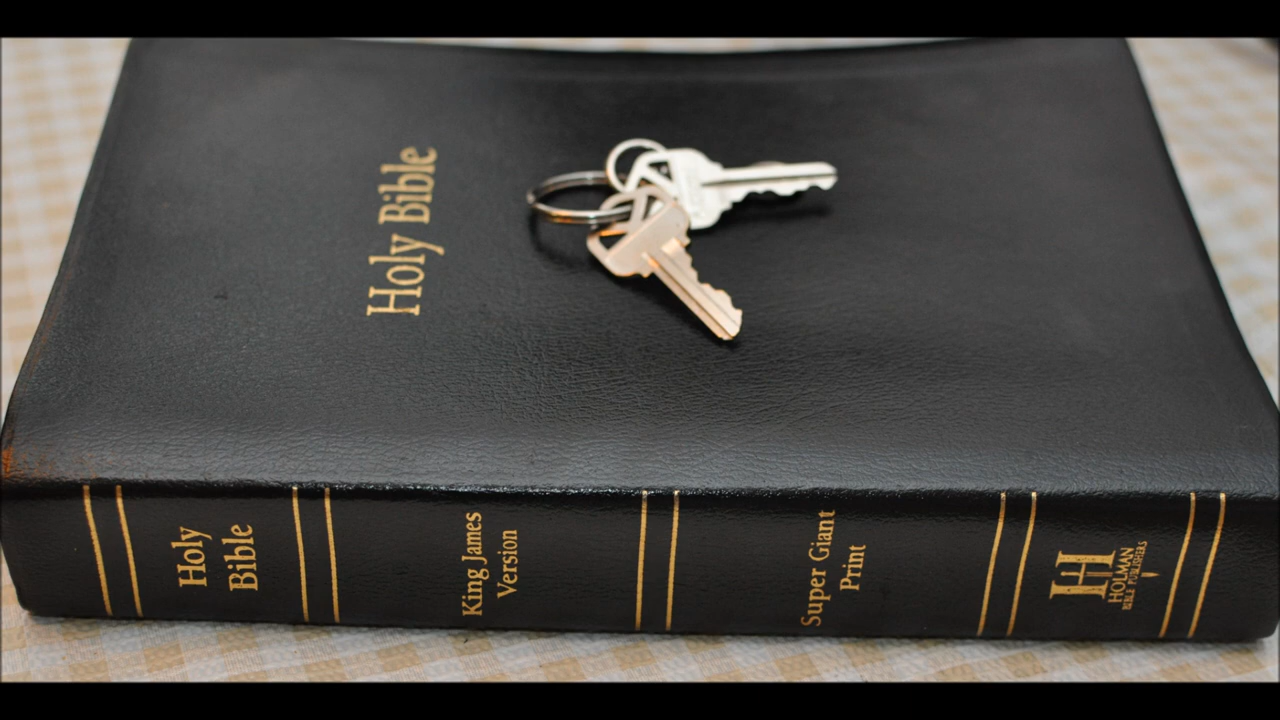 Holy Bible
Holy
Bible
King James
Version
Super Giant
Print
HOLMAN
BIBLE PUBLISHERS